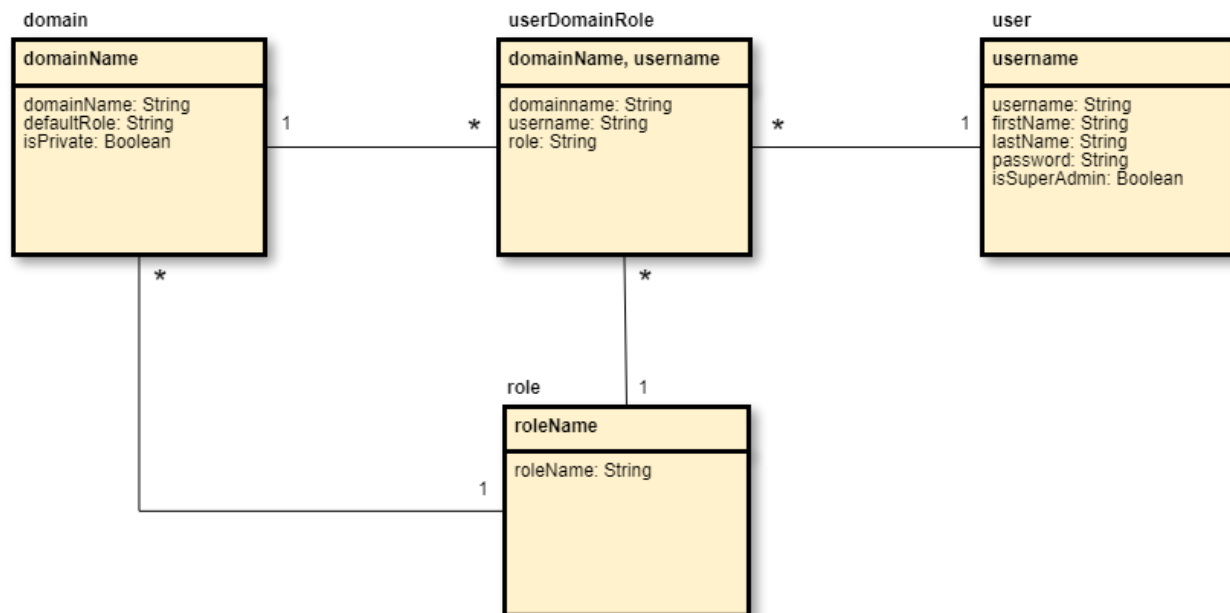 domain
domainName
domainName: String
defaultRole: String
isPrivate: Boolean
1
*
userDomainRole
domainName, username
domainname: String
username: String
role: String
*
1
user
username
username: String
firstName: String
lastName: String
password: String
isSuperAdmin: Boolean
*
*
1
role
roleName
roleName: String
1